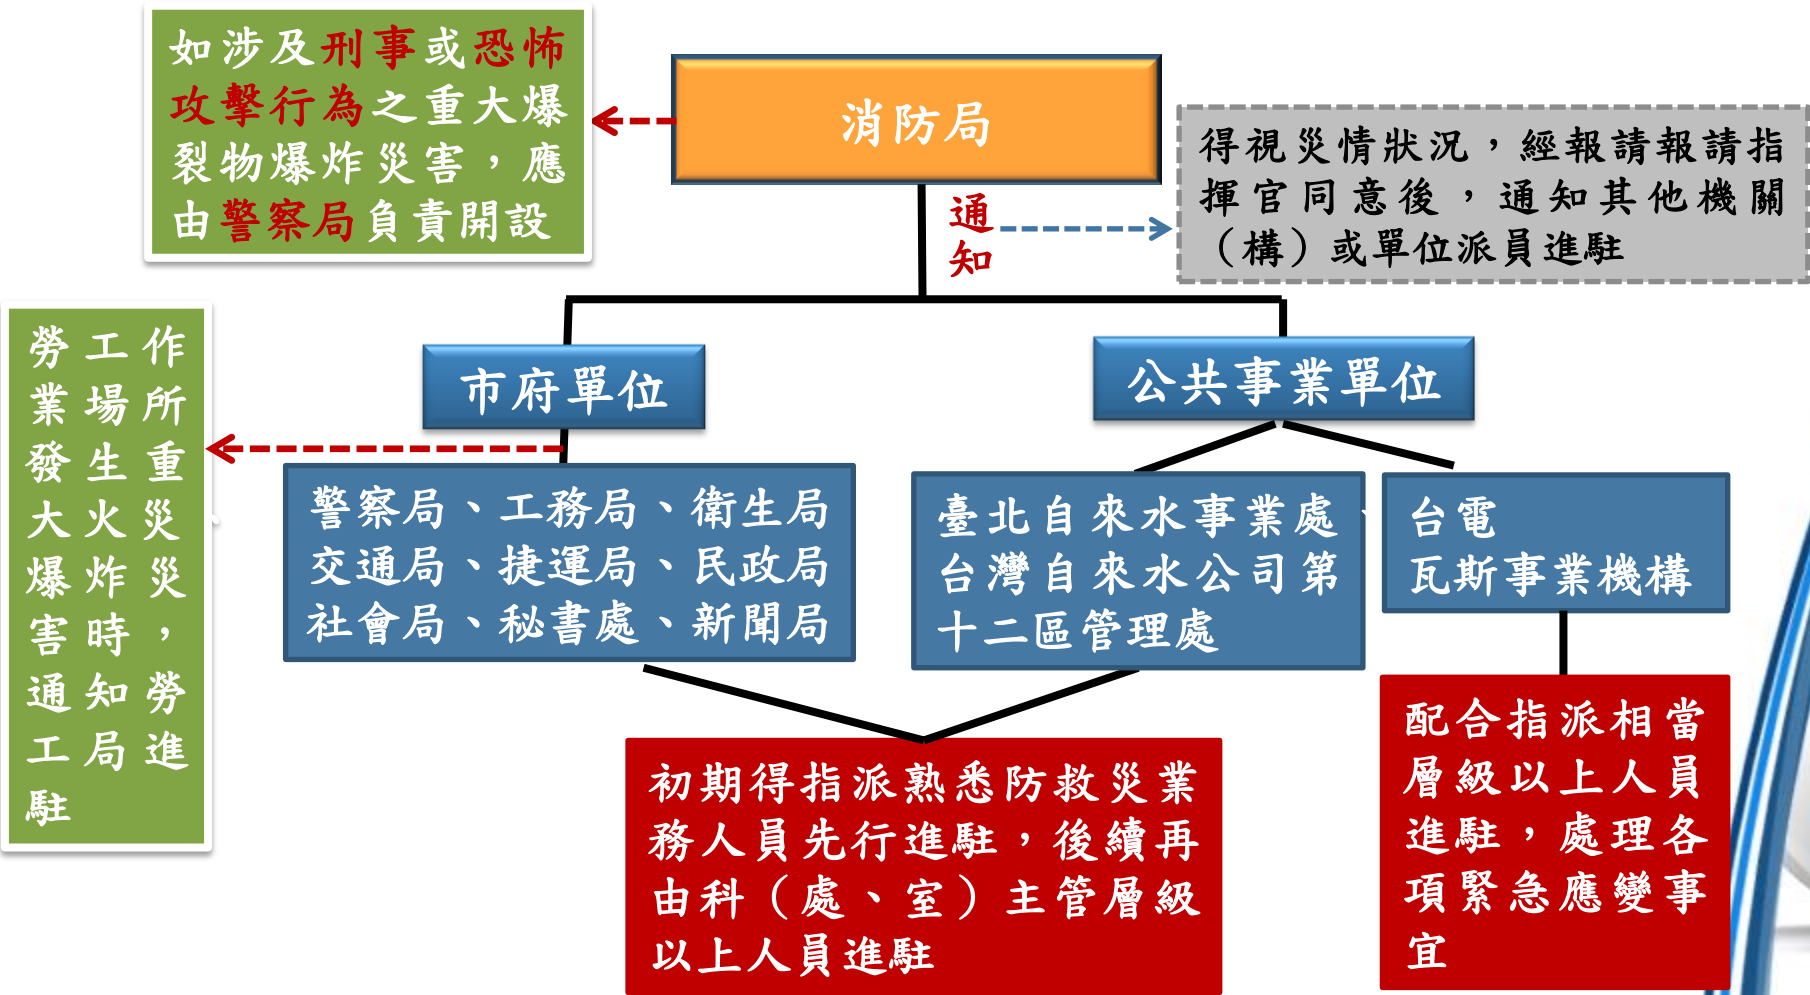 如涉及刑事或恐怖
攻擊行為之重大爆
裂物爆炸災害，應
由警察局負責開設
消防局
得視災情狀況，經報請報請指
揮官同意後，通知其他機關
（構）或單位派員進駐
通
知
勞工作
業場所
發生重
大火災
爆炸災
害時，
通知勞
工局進
駐
市府單位
公共事業單位
警察局、工務局、衛生局
交通局、捷運局、民政局
社會局、秘書處、新聞局
臺北自來水事業處、
台灣自來水公司第
十二區管理處
台電
瓦斯事業機構
初期得指派熟悉防救災業
務人員先行進駐，後續再
由科（處、室）主管層級
以上人員進駐
配合指派相當
層級以上人員
進駐，處理各
項緊急應變事
宜